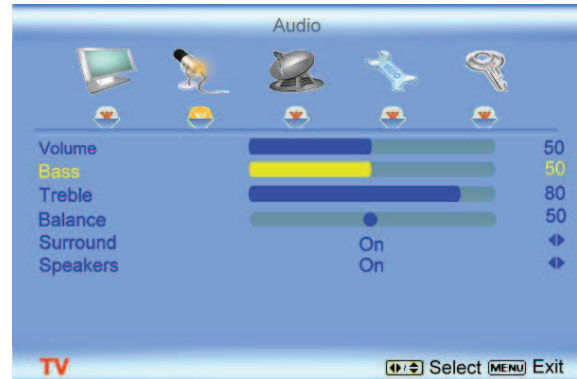 Audio
Volume 50
Bass 50
Treble 80
Balance 50
Surround On
Speakers On
TV Select MENU Exit